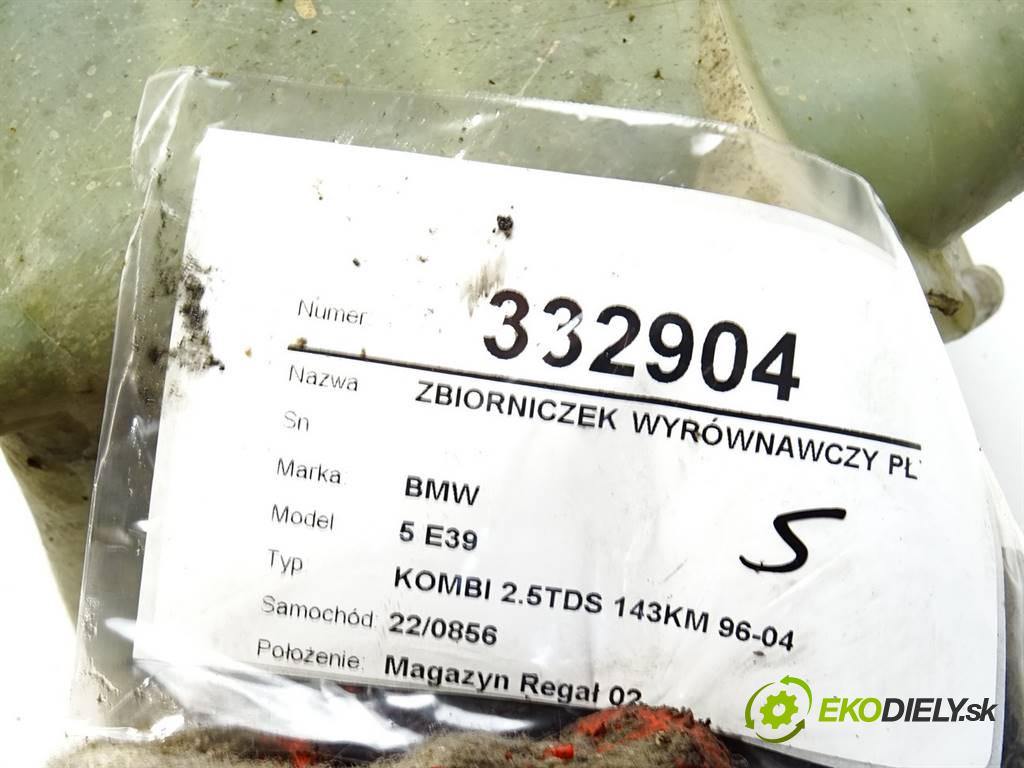 Numer: 332904
Nazwa ZBIORNICZEK WYRÓWNAWCZY PŁ
Sn
Marka: BMW
Model 5 E39
Typ KOMBI 2.5TDS 143KM 96-04
Samochód: 22/0856
Położenie: Magazyn Regał 02
S
EKODIELY.sk